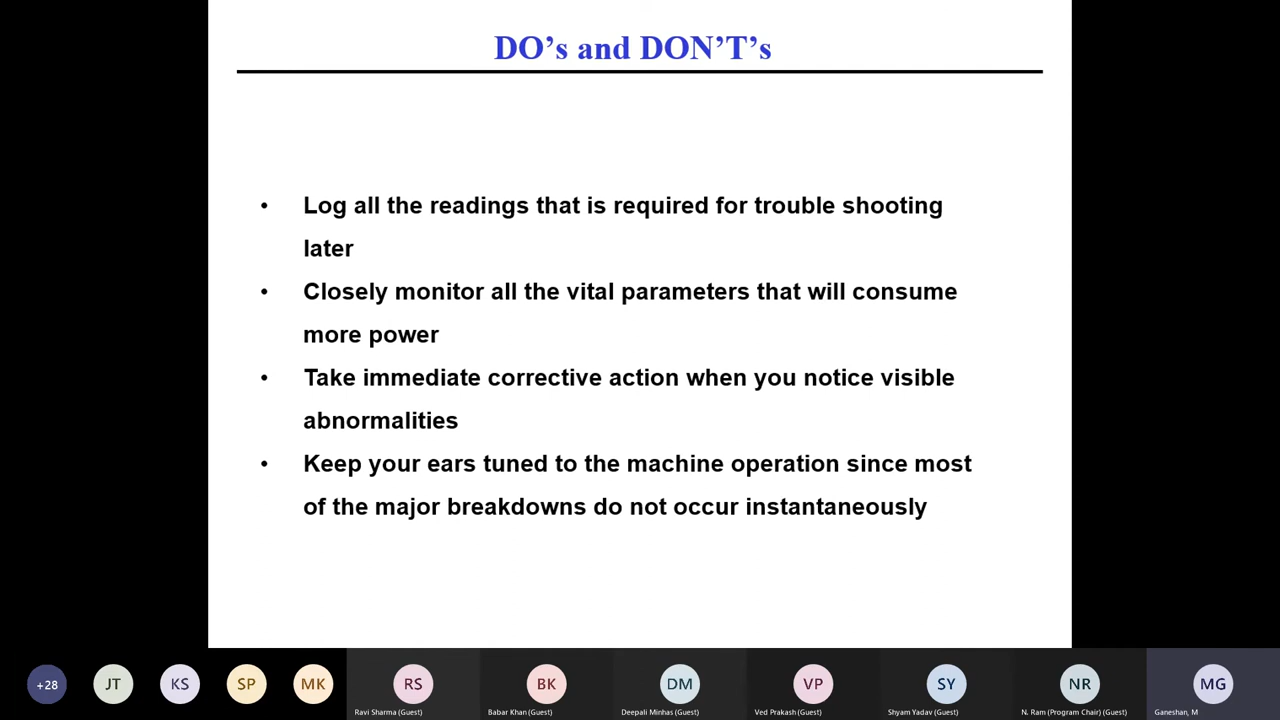 DO’s and DON’T’s
• Log all the readings that is required for trouble shooting
later
• Closely monitor all the vital parameters that will consume
more power
• Take immediate corrective action when you notice visible
abnormalities
• Keep your ears tuned to the machine operation since most
of the major breakdowns do not occur instantaneously
+28 JT KS SP MK RS BK DM VP SY NR MG
Ravi Sharma (Guest) Babar Khan (Guest) Deepali Minhas (Guest) Ved Prakash (Guest) Shyam Yadav (Guest) N. Ram (Program Chair) (Guest) Ganeshan, M